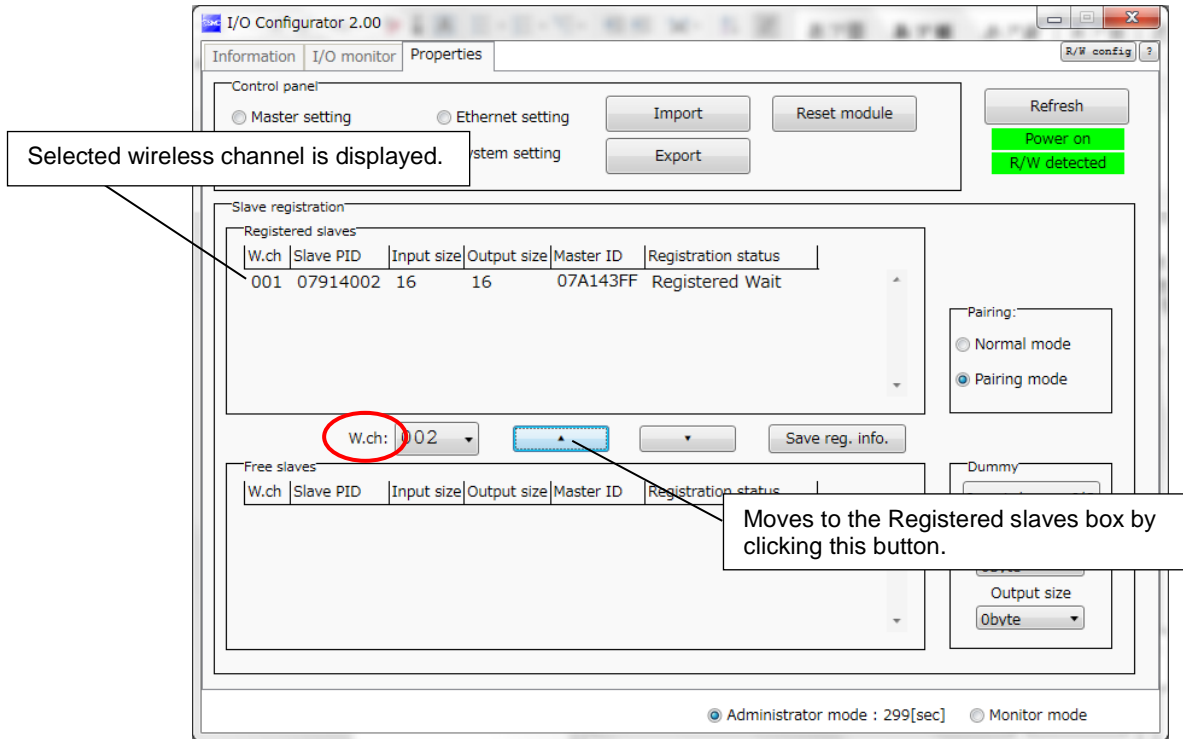 I/O Configurator 2.00
Information I/O monitor Properties R/W config ?
Control panel
Master setting Ethernet setting Import Reset module Refresh
Power on
Selected wireless channel is displayed.
ystem setting Export R/W detected
Slave registration
Registered slaves
W.ch Slave PID Input size Output size Master ID Registration status
001 07914002 16 16 07A143FF Registered Wait
Pairing:
Normal mode
Pairing mode
W.ch: 002 Save reg. info.
Free slaves Dummy
W.ch Slave PID Input size Output size Master ID Registration status
Moves to the Registered slaves box by
clicking this button.
Output size
0byte
Administrator mode : 299[sec] Monitor mode